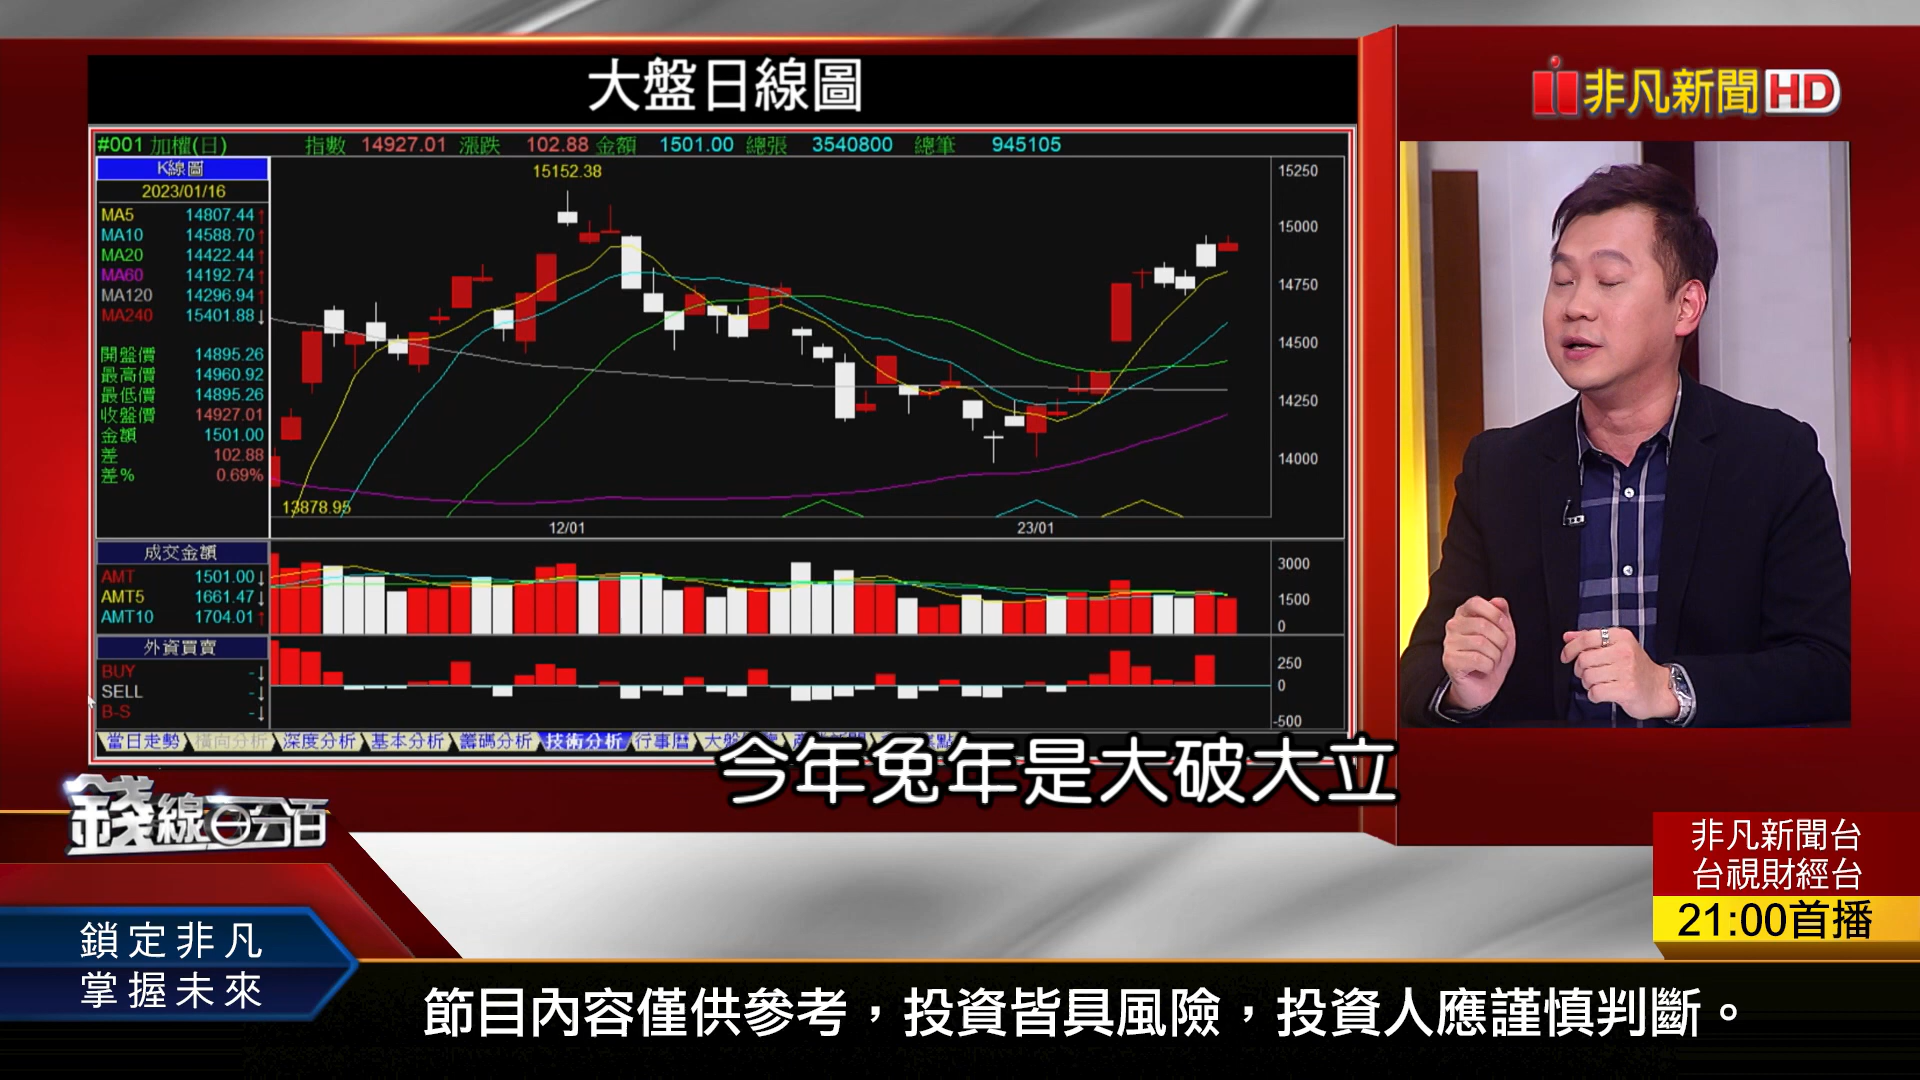 大盤日線圖
非凡新聞HD
#001 加權(日) 指數 14927.01 漲跌 102.88 金額 1501.00 總張 3540800 總筆 945105
K線圖
2023/01/16
MA5 14807.44↑
MA10 14588.70↑
MA20 14422.44↑
MA60 14192.74↑
MA120 14296.94↑
MA240 15401.88↓
開盤價 14895.26
最高價 14960.92
最低價 14895.26
收盤價 14927.01
金額 1501.00
差 102.88
差% 0.69%
15152.38
13878.95
15250
15000
14750
14500
14250
14000
12/01 23/01
成交金額
AMT 1501.00↓
AMT5 1661.47↓
AMT10 1704.01↑
3000
1500
0
外資買賣
BUY -↓
SELL -↓
B-S -↓
250
0
-500
當日走勢 橫向分析 深度分析 基本分析 籌碼分析 技術分析 行事曆 大盤
今年兔年是大破大立
錢線百分百
非凡新聞台
台視財經台
21:00首播
鎖定非凡
掌握未來
節目內容僅供參考，投資皆具風險，投資人應謹慎判斷。